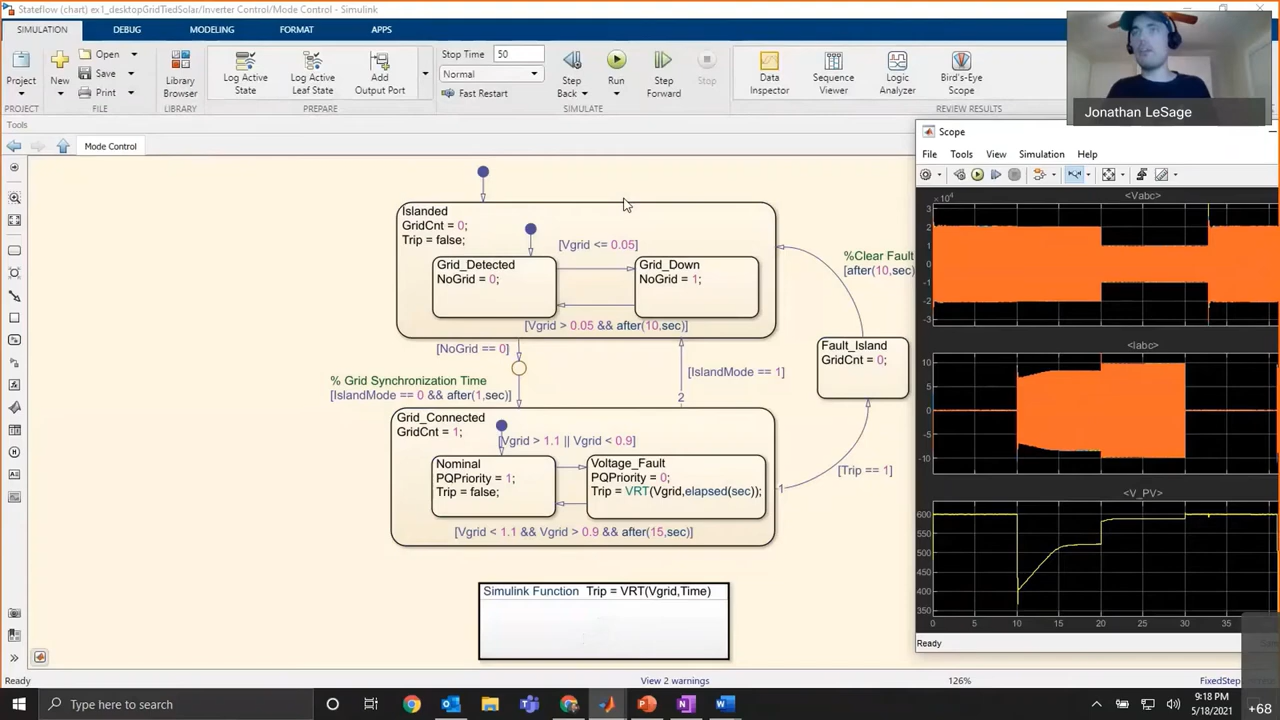 Stateflow (chart) ex1_desktopGridTiedSolar/Inverter Control/Mode Control - Simulink
SIMULATION
DEBUG
MODELING
FORMAT
APPS
Project
New
Open
Save
Print
Library
Browser
Log Active
State
Log Active
Leaf State
Add
Output Port
Stop Time 50
Normal
Fast Restart
Step
Back
Run
Step
Forward
Stop
Data
Inspector
Sequence
Viewer
Logic
Analyzer
Bird's-Eye
Scope
PROJECT
FILE
LIBRARY
PREPARE
SIMULATE
REVIEW RESULTS
Jonathan LeSage
Tools
Mode Control
Islanded
GridCnt = 0;
Trip = false;
[Vgrid <= 0.05]
Grid_Detected
NoGrid = 0;
Grid_Down
NoGrid = 1;
[Vgrid > 0.05 && after(10,sec)]
%Clear Fault
[after(10,sec)
Fault_Island
GridCnt = 0;
[NoGrid == 0]
% Grid Synchronization Time
[IslandMode == 0 && after(1,sec)]
[IslandMode == 1]
2
Grid_Connected
GridCnt = 1;
[Vgrid > 1.1 || Vgrid < 0.9]
Nominal
PQPriority = 1;
Trip = false;
Voltage_Fault
PQPriority = 0;
Trip = VRT(Vgrid,elapsed(sec));
1
[Trip == 1]
[Vgrid < 1.1 && Vgrid > 0.9 && after(15,sec)]
Simulink Function Trip = VRT(Vgrid,Time)
Scope
File
Tools
View
Simulation
Help
×10⁴
<Vabc>
3
2
1
0
-1
-2
-3
<Iabc>
10
5
0
-5
-10
<V_PV>
600
550
500
450
400
350
0
5
10
15
20
25
30
35
Ready
Ready
View 2 warnings
126%
FixedStep
Type here to search
9:18 PM
5/18/2021
+68